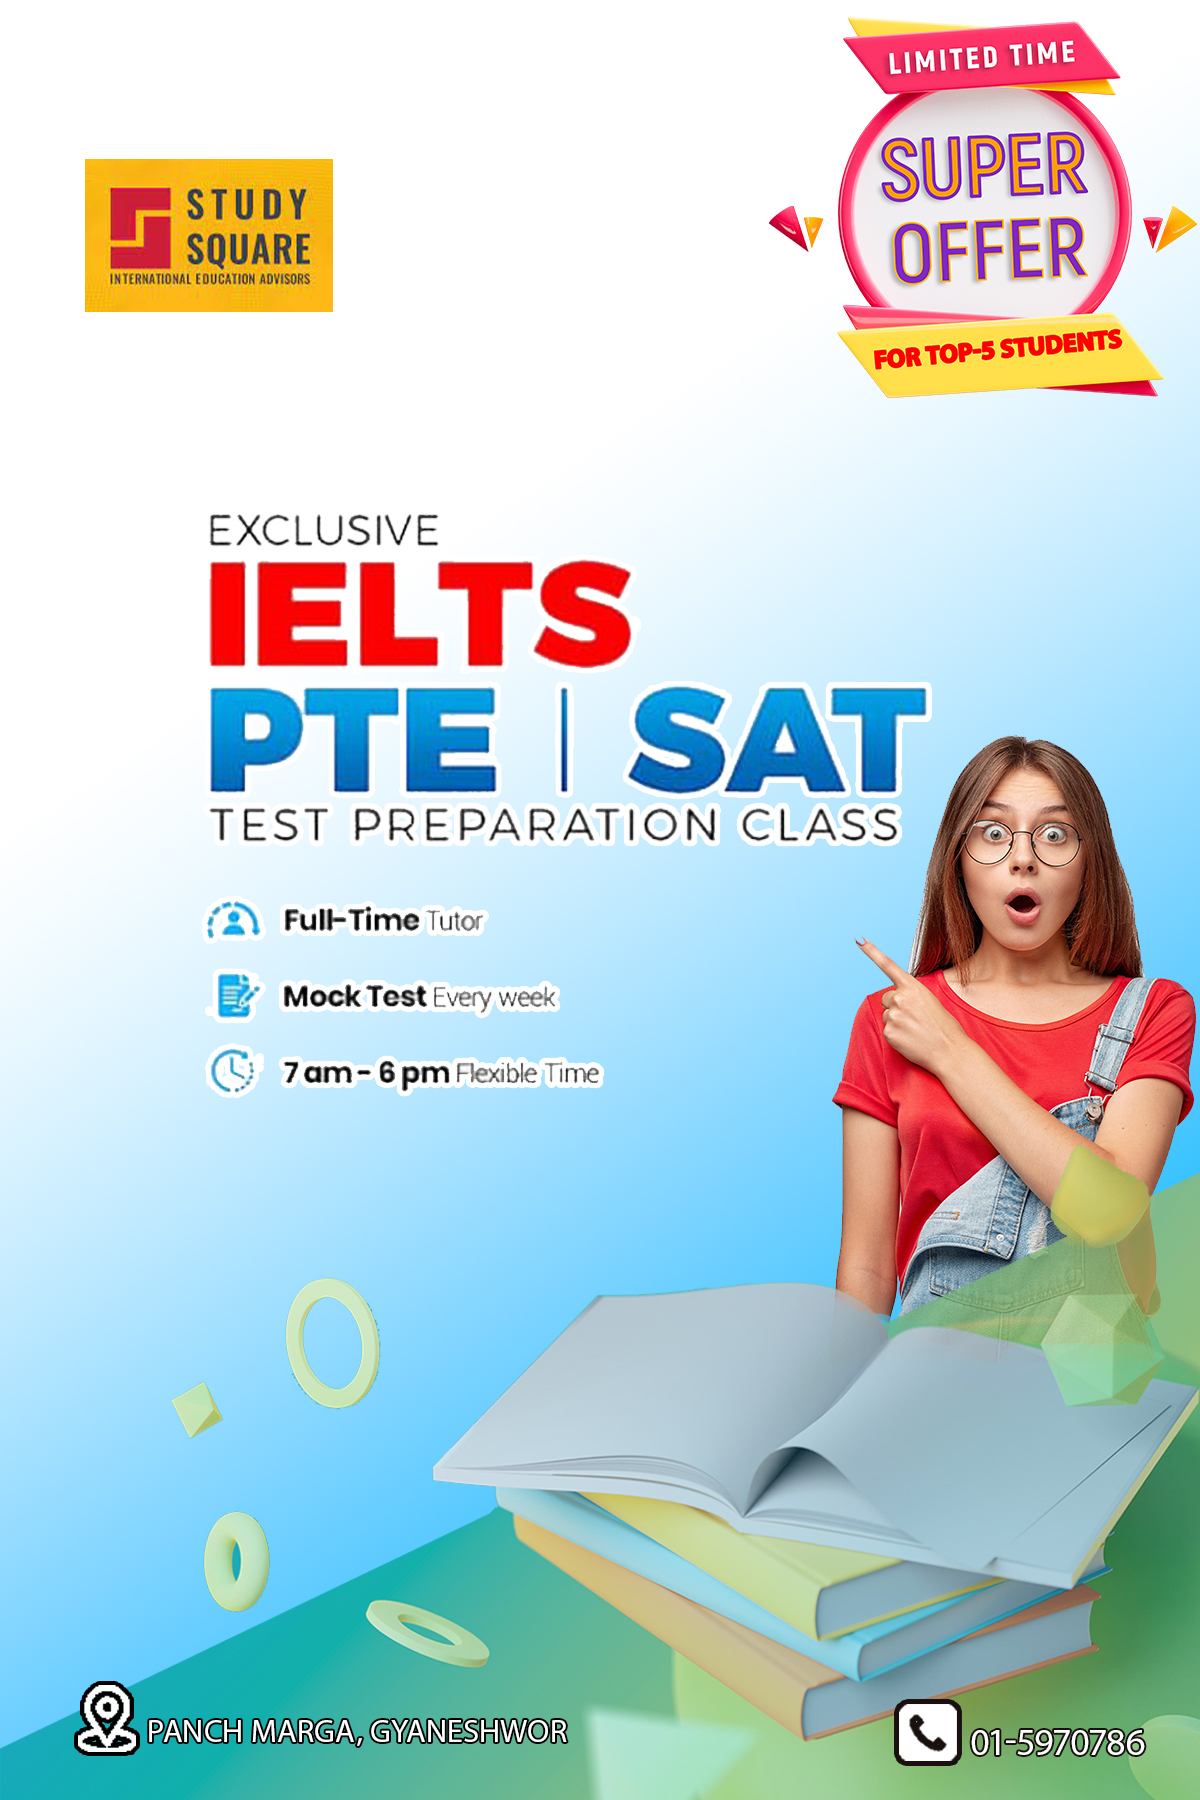 LIMITED TIME
SUPER
OFFER
FOR TOP-5 STUDENTS
STUDY
SQUARE
INTERNATIONAL EDUCATION ADVISORS
EXCLUSIVE
IELTS
PTE | SAT
TEST PREPARATION CLASS
Full-Time Tutor
Mock Test Every week
7 am - 6 pm Flexible Time
PANCH MARGA, GYANESHWOR
01-5970786